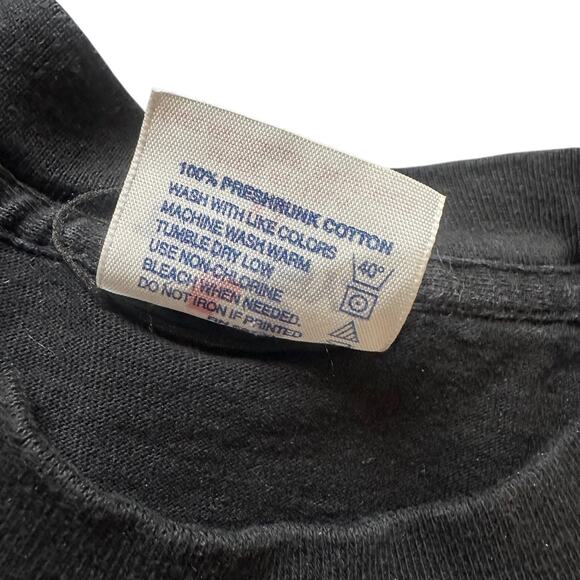 100% PRESHRUNK COTTON
WASH WITH LIKE COLORS
MACHINE WASH WARM
TUMBLE DRY LOW
USE NON-CHLORINE
BLEACH WHEN NEEDED.
DO NOT IRON IF PRINTED
40°